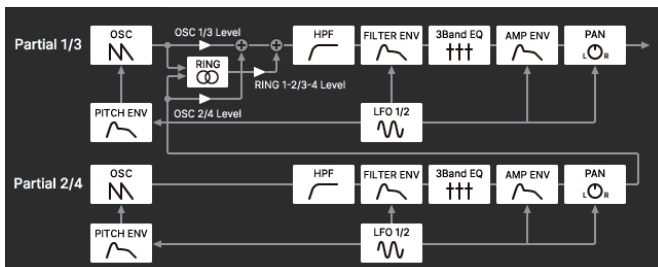 OSC
OSC 1/3 Level
HPF
FILTER ENV
3Band EQ
AMP ENV
PAN
Partial 1/3
L R
RING
RING 1-2/3-4 Level
OSC 2/4 Level
PITCH ENV
LFO 1/2
OSC
HPF
FILTER ENV
3Band EQ
AMP ENV
PAN
Partial 2/4
L R
PITCH ENV
LFO 1/2